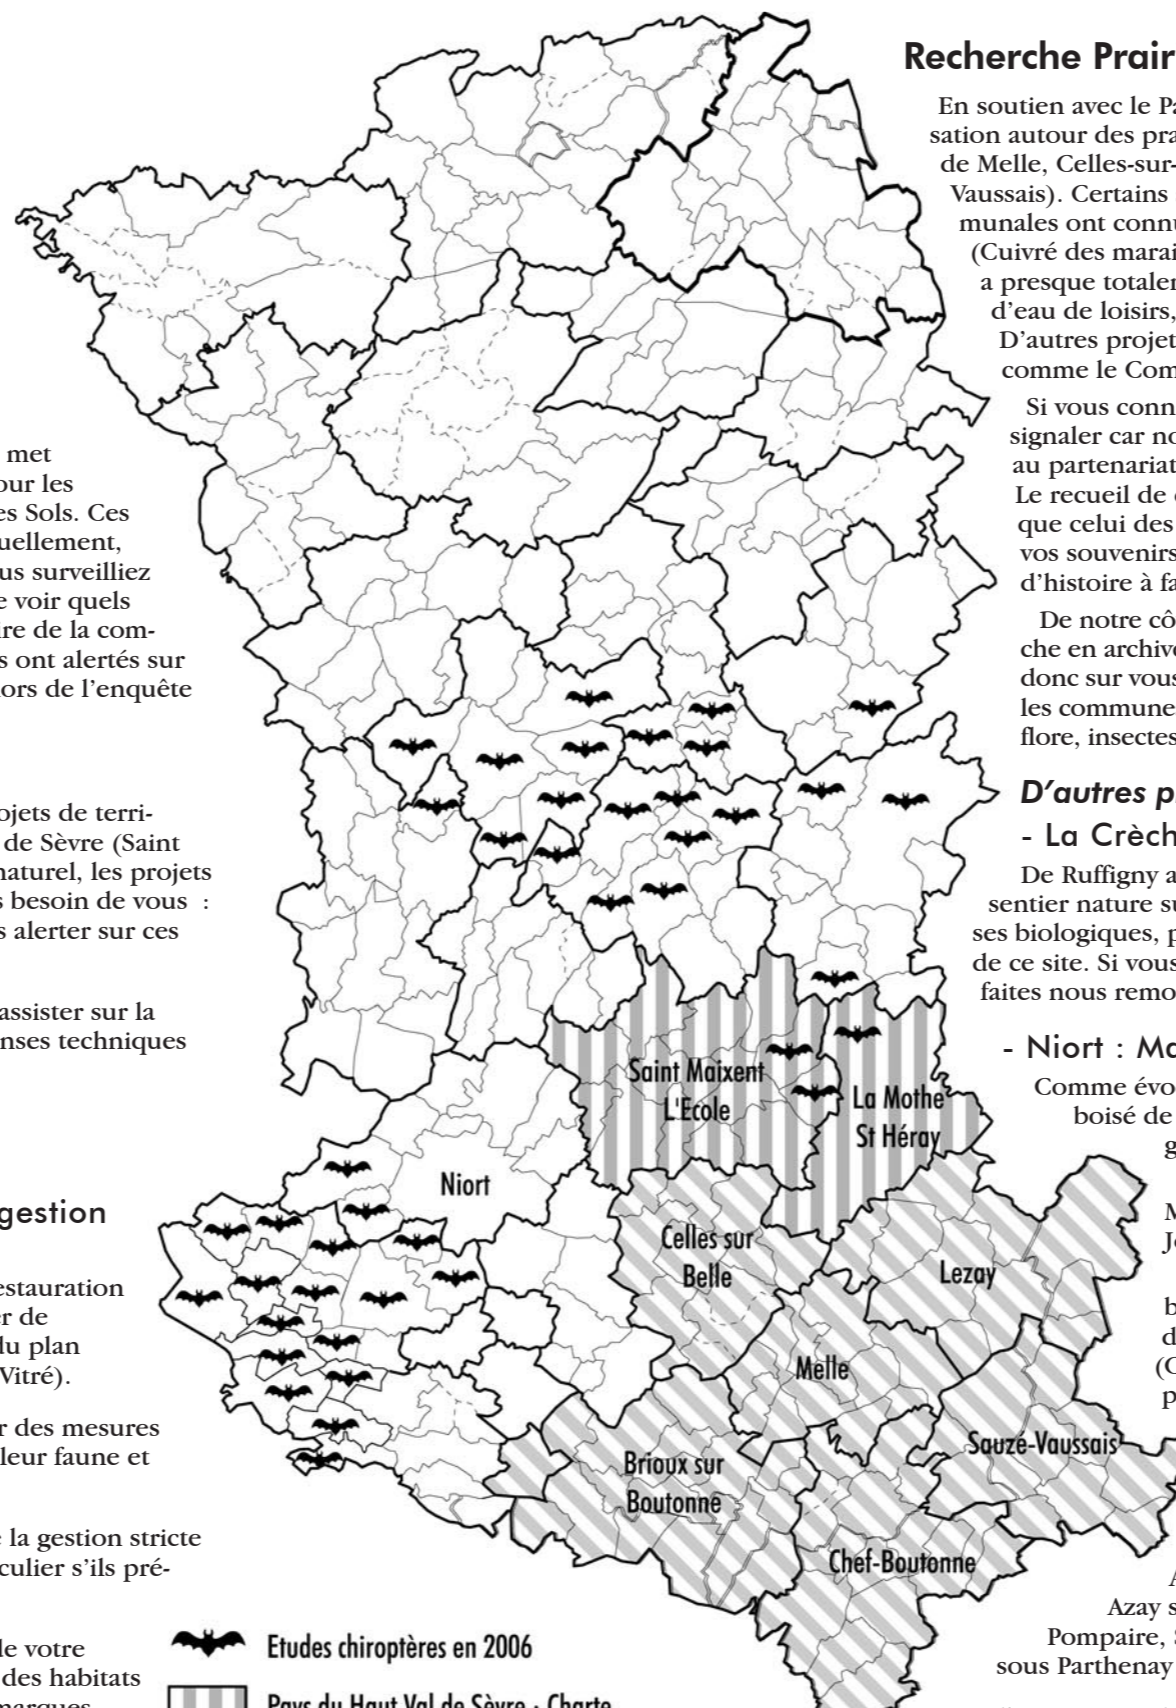 met
our les
es Sols. Ces
uellement,
us surveilliez
e voir quels
ire de la com-
s ont alertés sur
hors de l'enquête
ojets de terri-
de Sèvre (Saint
naturel, les projets
s besoin de vous :
s alerter sur ces
assister sur la
nses techniques
gestion
estauration
er de
du plan
Vitré).
r des mesures
leur faune et
e la gestion stricte
culier s'ils pré-
de votre
des habitats
marques
Saint Maixent
L'Ecole
La Mothe
St Héray
Niort
Celles sur
Belle
Lezay
Melle
Sauzé-Vaussais
Brioux sur
Boutonne
Chef-Boutonne
Etudes chiroptères en 2006
Pays du Haut Val de Sèvre : Charte
Recherche Prair
En soutien avec le Pa
sation autour des pra
de Melle, Celles-sur-
Vaussais). Certains
munales ont connu
(Cuivré des marai
a presque totaler
d'eau de loisirs,
D'autres projet
comme le Com
Si vous conn
signaler car no
au partenariat
Le recueil de
que celui des
vos souvenirs
d'histoire à fa
De notre cô
che en archive
donc sur vous
les commune
flore, insectes
D'autres p
- La Crèch
De Ruffigny a
sentier nature su
ses biologiques, p
de ce site. Si vous
faites nous remo
- Niort : Ma
Comme évo
boisé de
g
M
Je
b
d
(C
p
A
Azay s
Pompaire, S
sous Parthenay